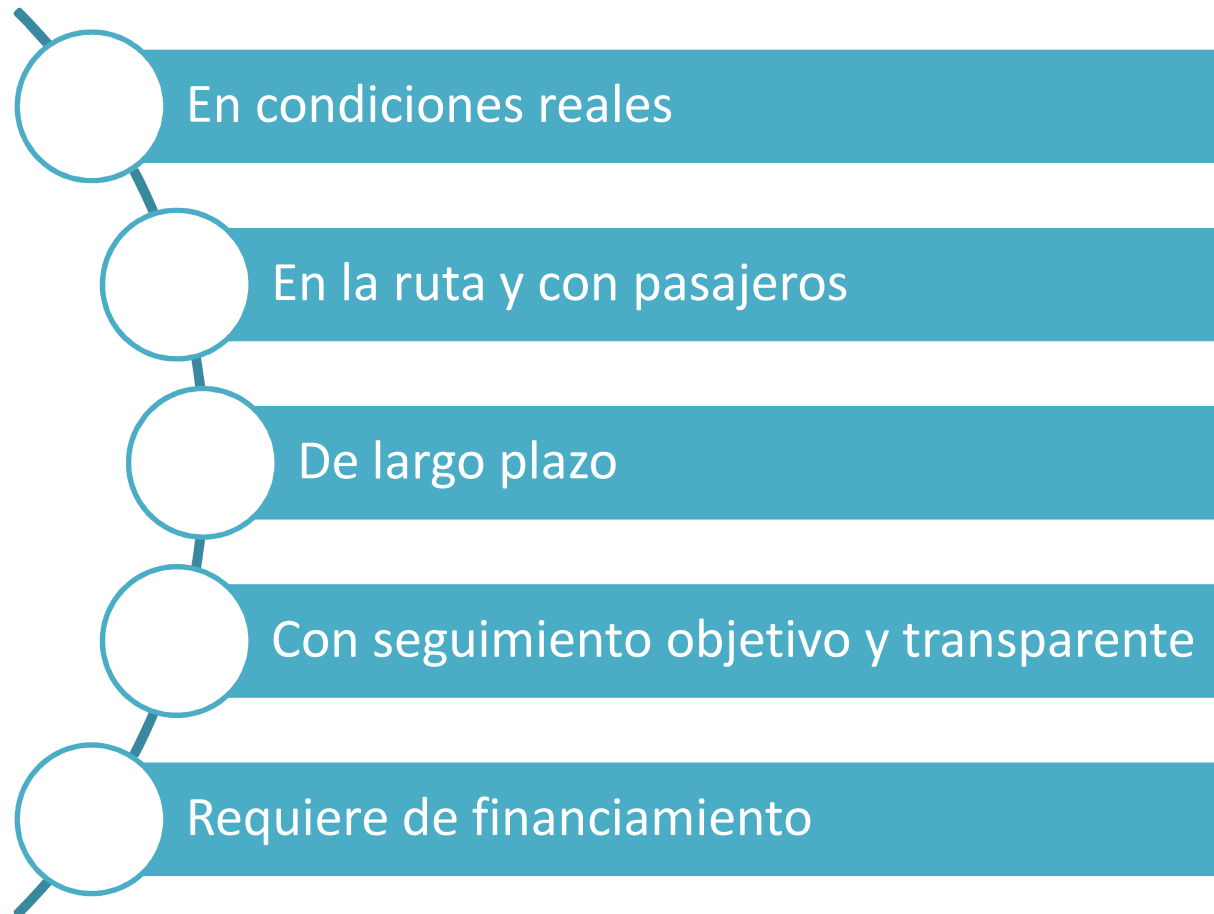 En condiciones reales
En la ruta y con pasajeros
De largo plazo
Con seguimiento objetivo y transparente
Requiere de financiamiento